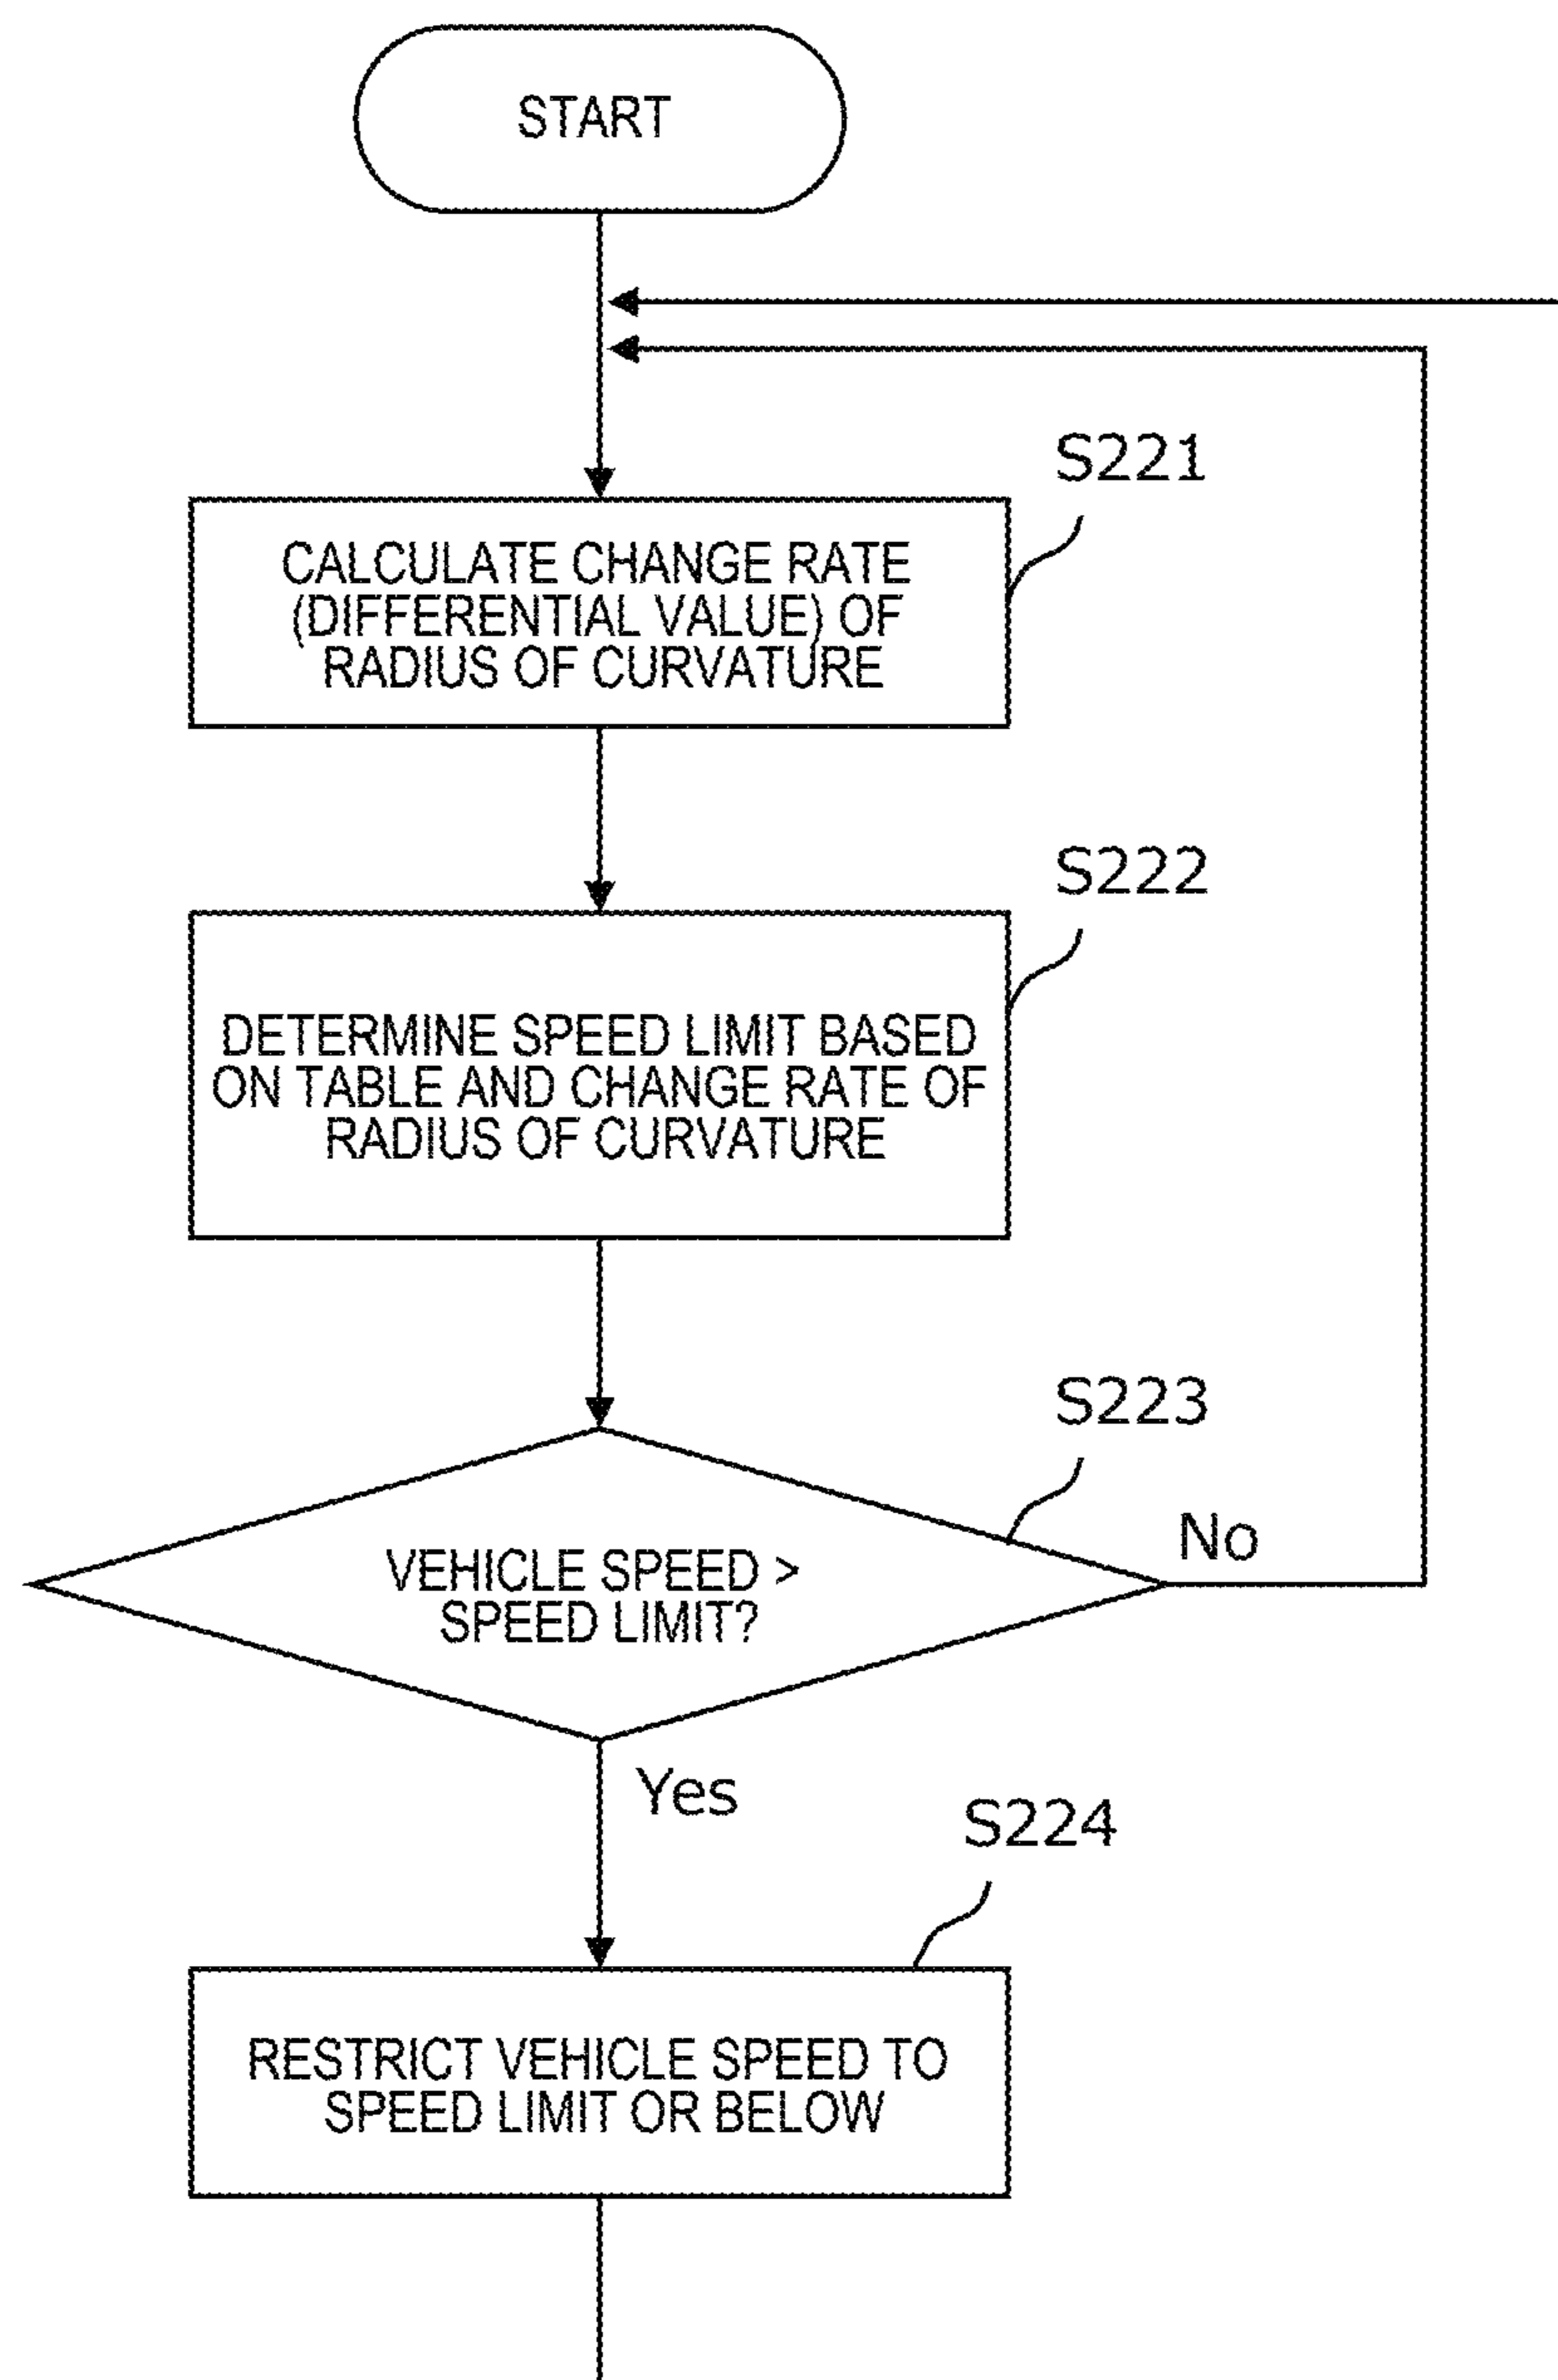 START
S221
CALCULATE CHANGE RATE
(DIFFERENTIAL VALUE) OF
RADIUS OF CURVATURE
S222
DETERMINE SPEED LIMIT BASED
ON TABLE AND CHANGE RATE OF
RADIUS OF CURVATURE
S223
No
VEHICLE SPEED >
SPEED LIMIT?
Yes
S224
RESTRICT VEHICLE SPEED TO
SPEED LIMIT OR BELOW